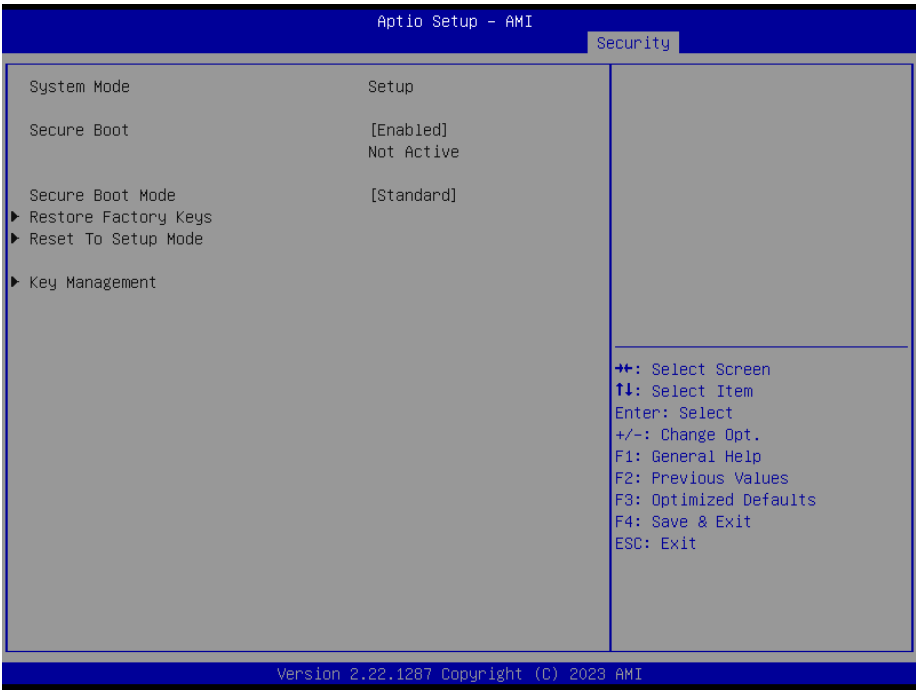 Aptio Setup – AMI
Security
System Mode Setup
Secure Boot [Enabled]
Not Active
Secure Boot Mode [Standard]
▶ Restore Factory Keys
▶ Reset To Setup Mode
▶ Key Management
→←: Select Screen
↑↓: Select Item
Enter: Select
+/-: Change Opt.
F1: General Help
F2: Previous Values
F3: Optimized Defaults
F4: Save & Exit
ESC: Exit
Version 2.22.1287 Copyright (C) 2023 AMI